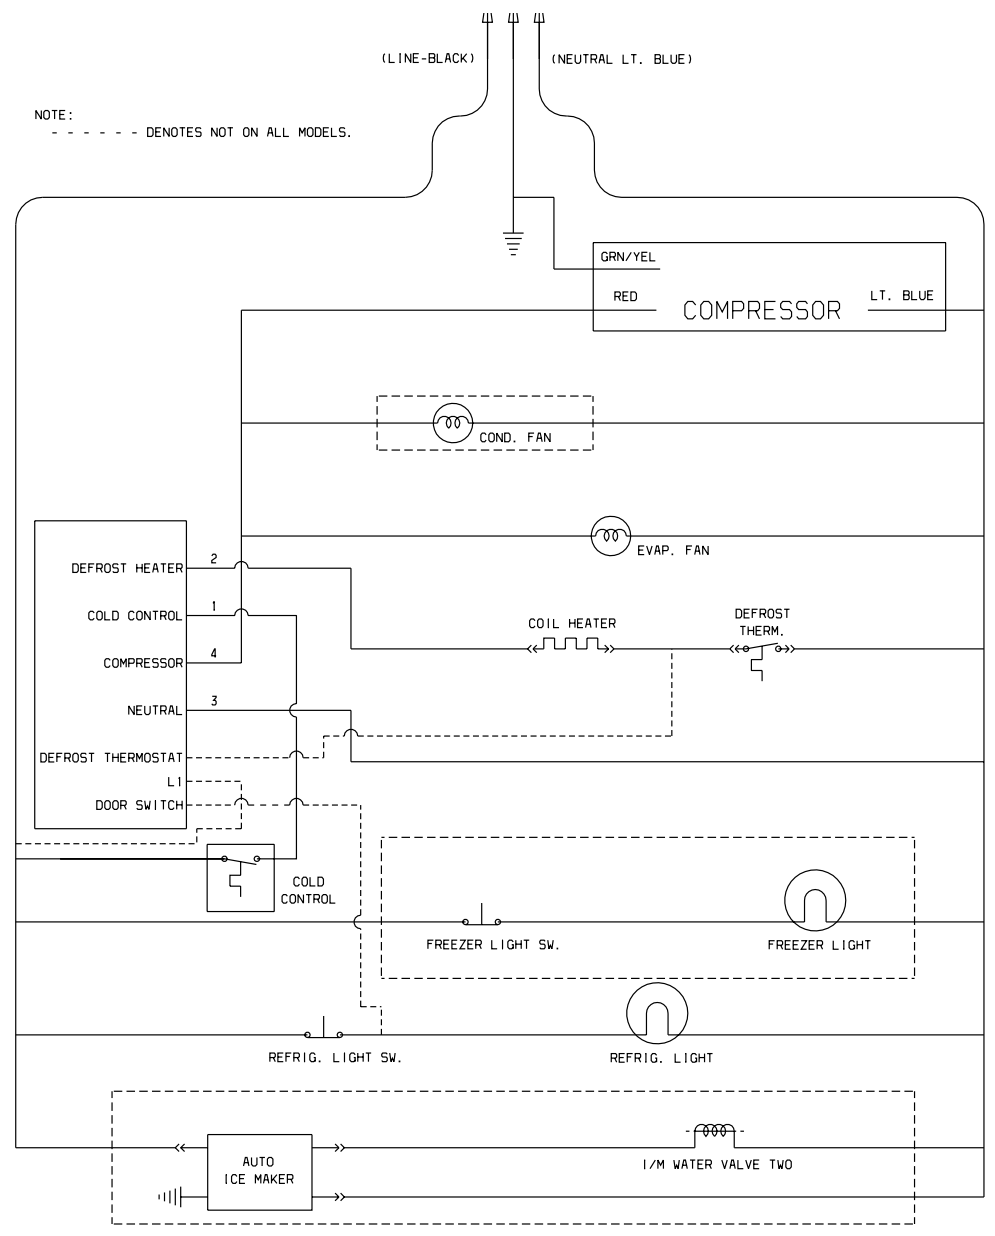 (LINE-BLACK)
(NEUTRAL LT. BLUE)
NOTE:
- - - - - - DENOTES NOT ON ALL MODELS.
GRN/YEL
RED
COMPRESSOR
LT. BLUE
COND. FAN
EVAP. FAN
DEFROST HEATER
2
COLD CONTROL
1
COMPRESSOR
4
NEUTRAL
3
DEFROST THERMOSTAT
L1
DOOR SWITCH
COIL HEATER
DEFROST
THERM.
COLD
CONTROL
FREEZER LIGHT SW.
FREEZER LIGHT
REFRIG. LIGHT SW.
REFRIG. LIGHT
AUTO
ICE MAKER
I/M WATER VALVE TWO